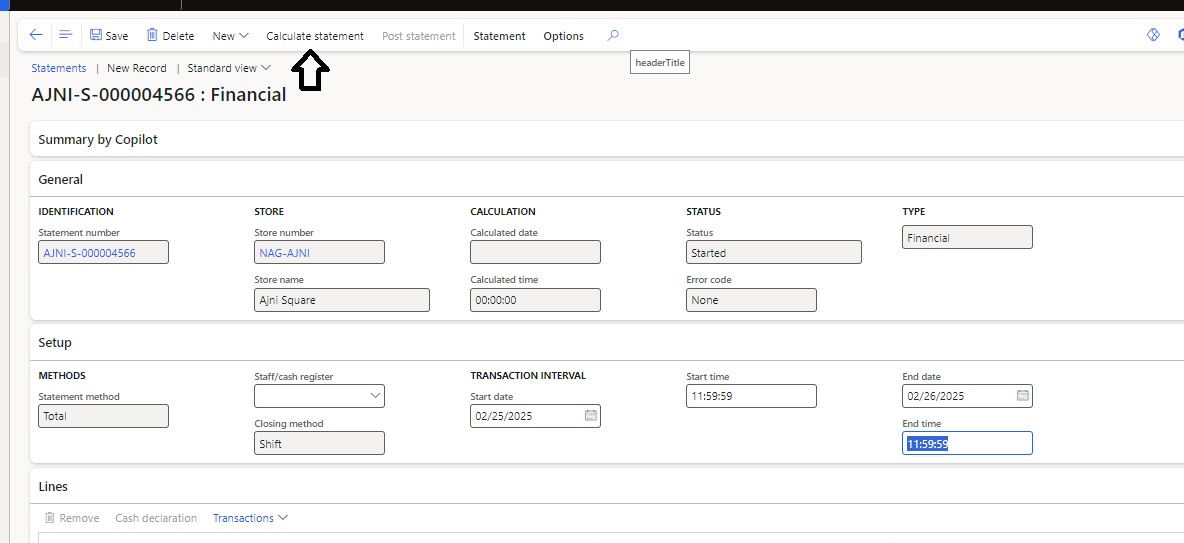 Save Delete New Calculate statement Post statement Statement Options
headerTitle
Statements | New Record | Standard view
AJNI-S-000004566 : Financial
Summary by Copilot
General
IDENTIFICATION STORE CALCULATION STATUS TYPE
Statement number Store number Calculated date Status
AJNI-S-000004566 NAG-AJNI Started Financial
Store name Calculated time Error code
Ajni Square 00:00:00 None
Setup
METHODS Staff/cash register TRANSACTION INTERVAL Start time End date
Statement method Start date 11:59:59 02/26/2025
Total Closing method 02/25/2025 End time
Shift 11:59:59
Lines
Remove Cash declaration Transactions